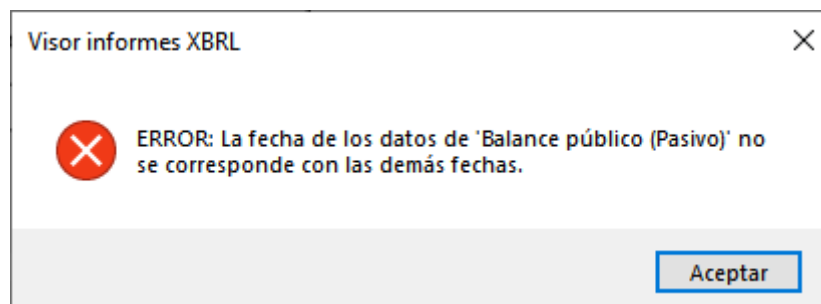 Visor informes XBRL
ERROR: La fecha de los datos de 'Balance público (Pasivo)' no
se corresponde con las demás fechas.
Aceptar